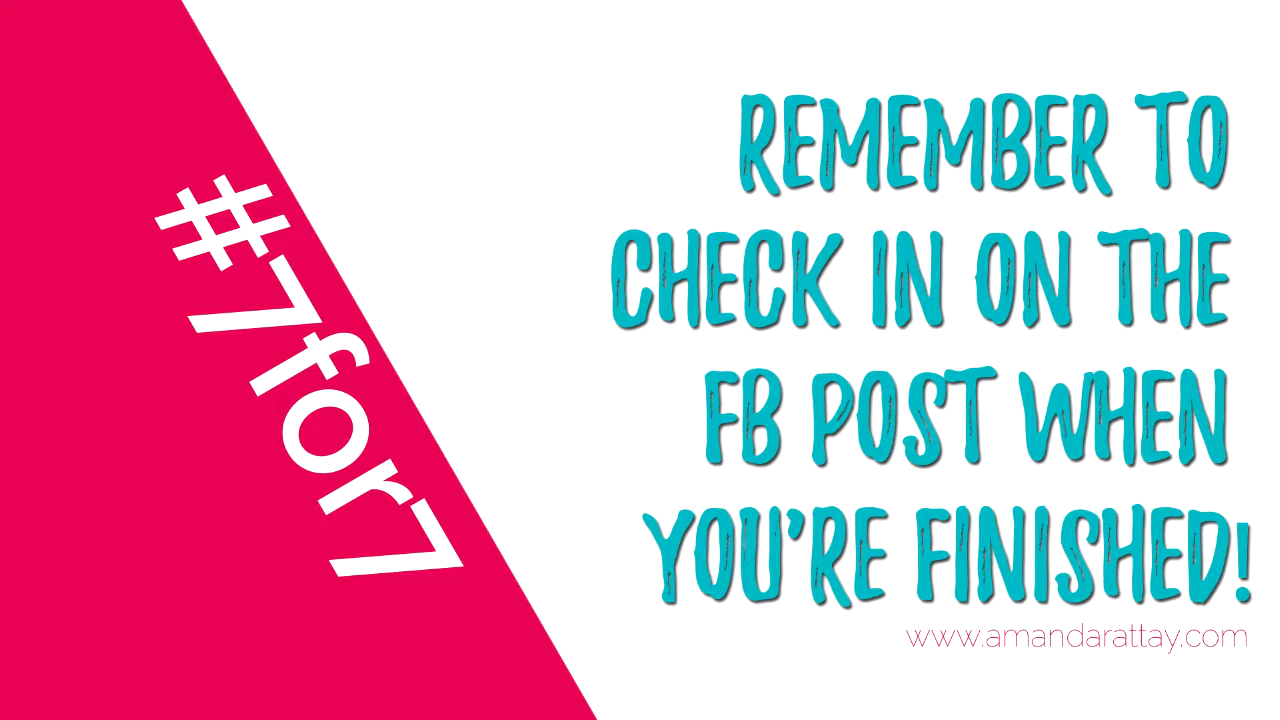 #7for7
REMEMBER TO
CHECK IN ON THE
FB POST WHEN
YOU'RE FINISHED!
www.amandarattay.com